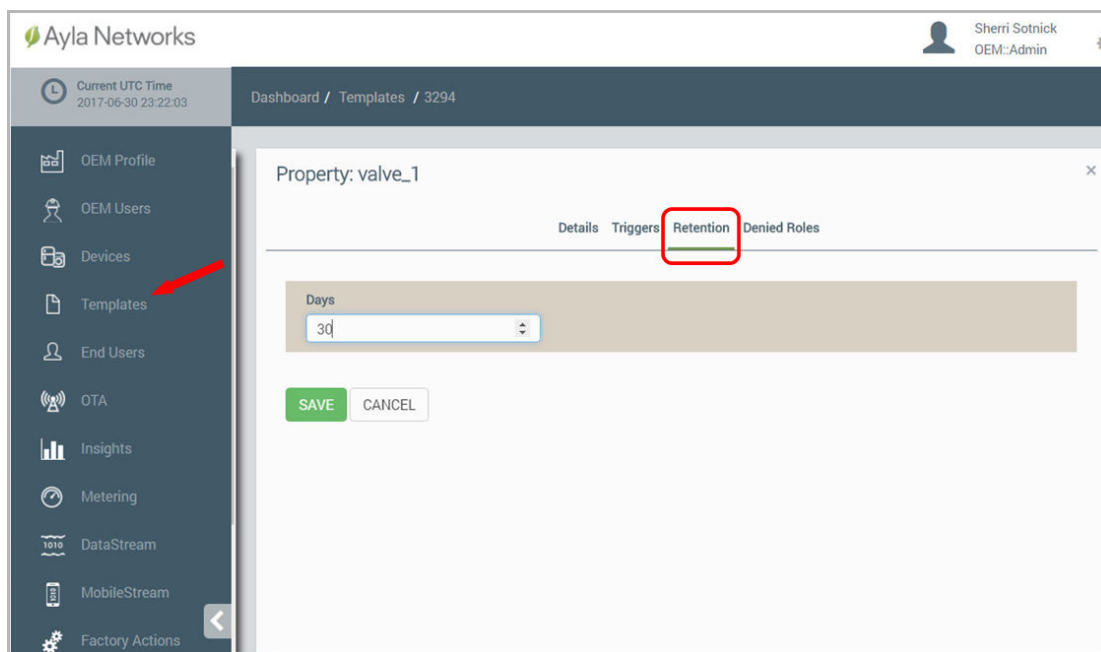 Ayla Networks
Sherri Sotnick
OEM::Admin
Current UTC Time
2017-06-30 23:22:03
Dashboard / Templates / 3294
OEM Profile
OEM Users
Devices
Templates
End Users
OTA
Insights
Metering
DataStream
MobileStream
Factory Actions
Property: valve_1
×
Details Triggers Retention Denied Roles
Days
30
SAVE CANCEL